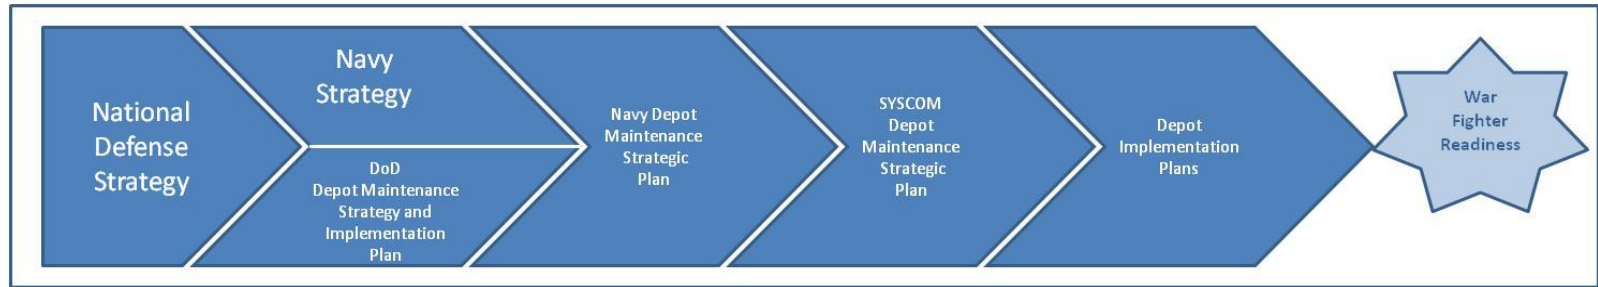 National
Defense
Strategy
Navy
Strategy
DoD
Depot Maintenance
Strategy and
Implementation
Plan
Navy Depot
Maintenance
Strategic
Plan
SYSCOM
Depot
Maintenance
Strategic
Plan
Depot
Implementation
Plans
War
Fighter
Readiness